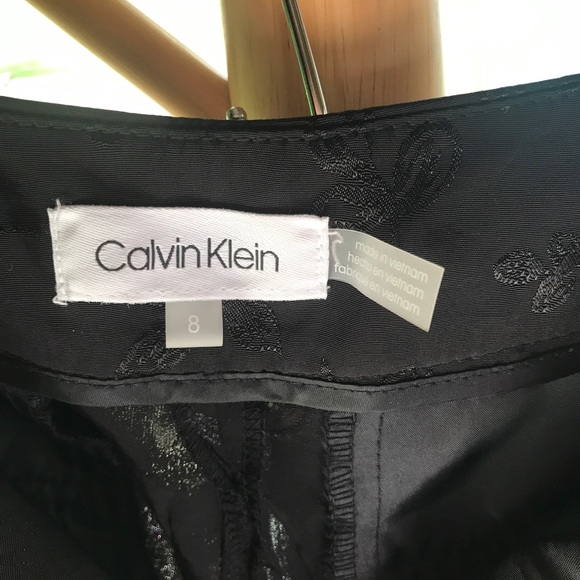 Calvin Klein
8
made in vietnam
hecho en vietnam
fabriqué en vietnam